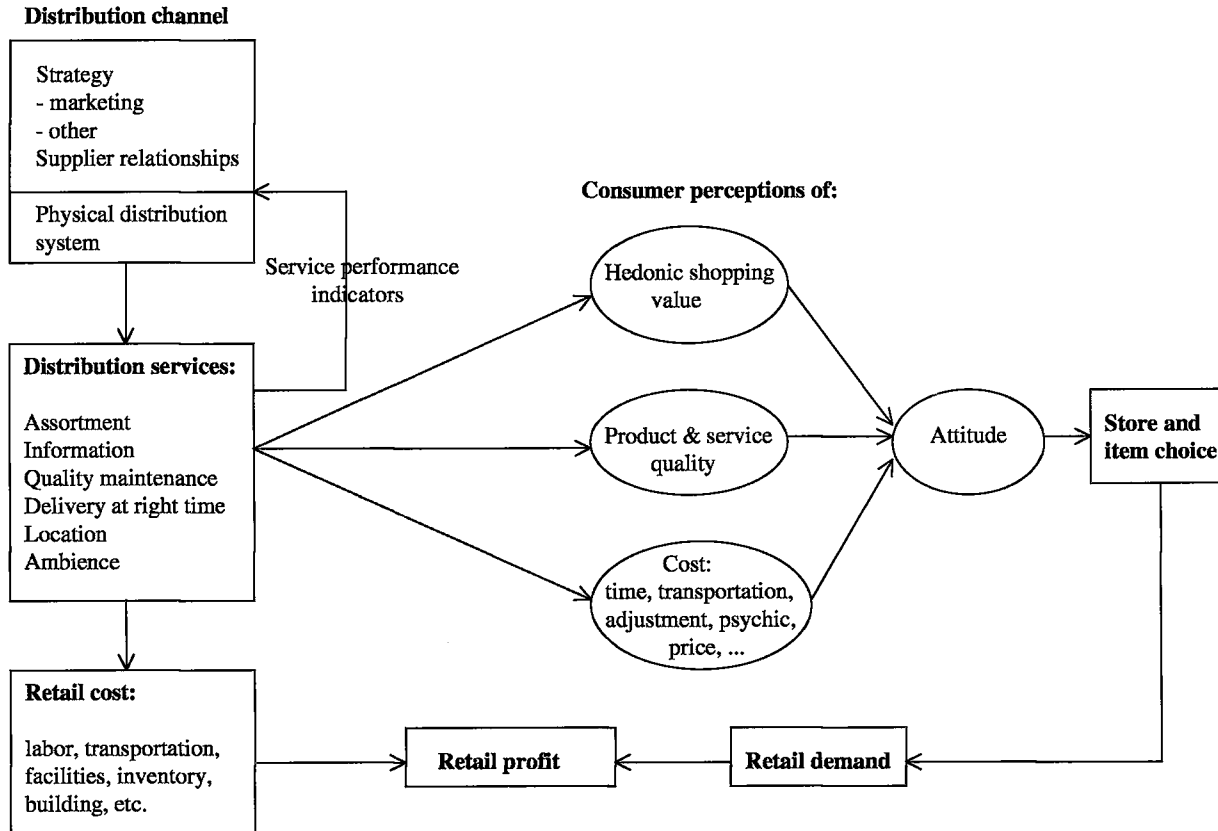 Distribution channel
Strategy
- marketing
- other
Supplier relationships
Physical distribution
system
Service performance
indicators
Distribution services:
Assortment
Information
Quality maintenance
Delivery at right time
Location
Ambience
Retail cost:
labor, transportation,
facilities, inventory,
building, etc.
Consumer perceptions of:
Hedonic shopping
value
Product & service
quality
Cost:
time, transportation,
adjustment, psychic,
price, ...
Attitude
Store and
item choice
Retail demand
Retail profit